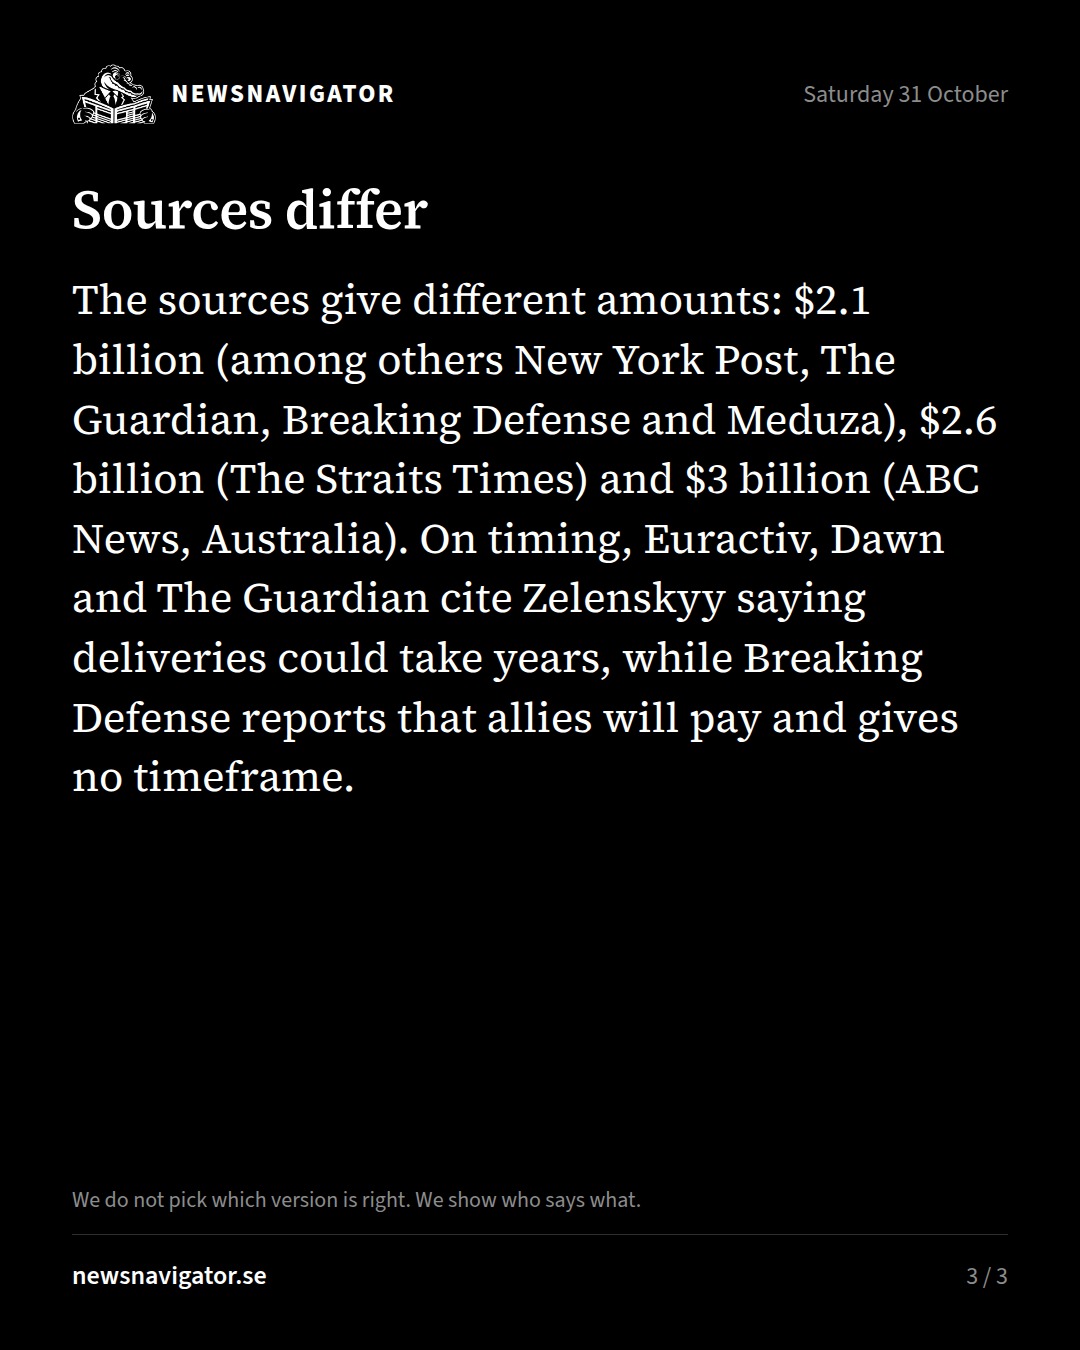 NEWSNAVIGATOR
Saturday 31 October
Sources differ
The sources give different amounts: $2.1
billion (among others New York Post, The
Guardian, Breaking Defense and Meduza), $2.6
billion (The Straits Times) and $3 billion (ABC
News, Australia). On timing, Euractiv, Dawn
and The Guardian cite Zelenskyy saying
deliveries could take years, while Breaking
Defense reports that allies will pay and gives
no timeframe.
We do not pick which version is right. We show who says what.
newsnavigator.se
3 / 3